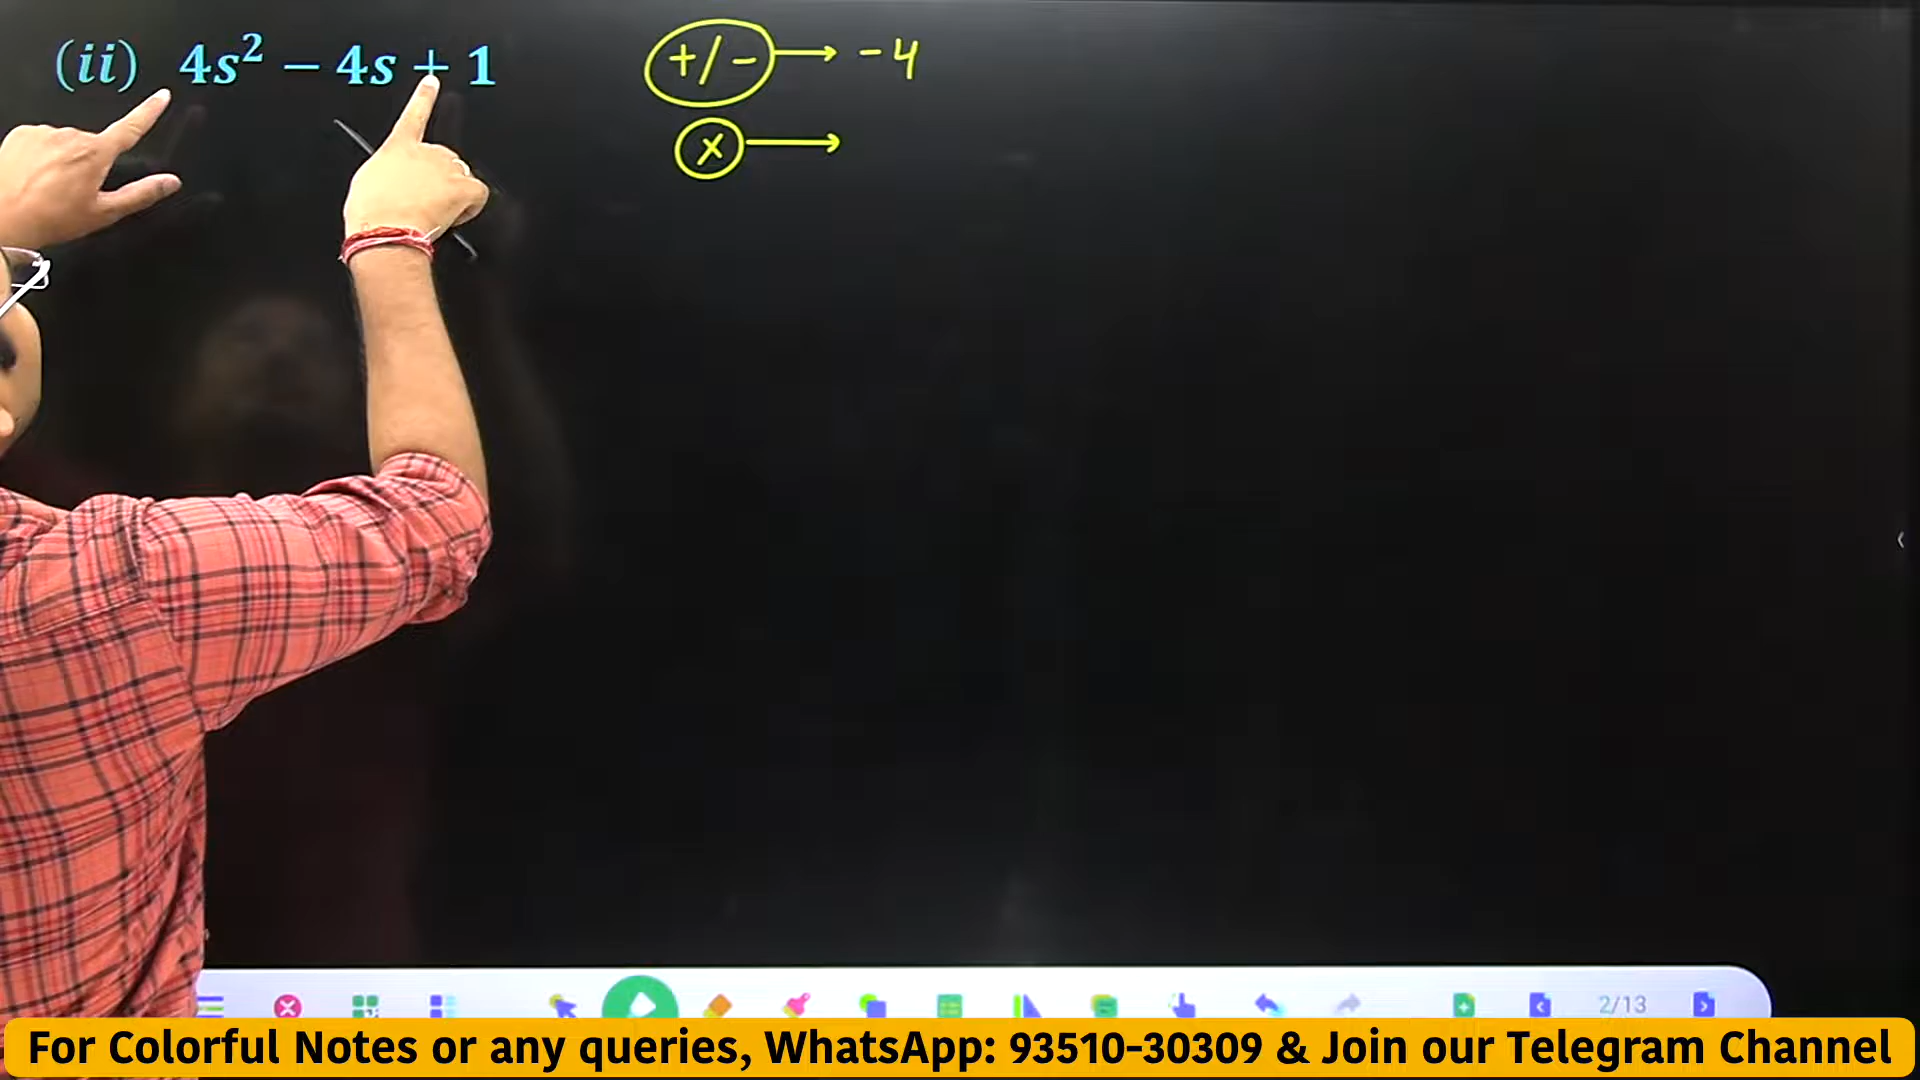 (ii) 4s² − 4s + 1
+/− → -4
× →
2/13
For Colorful Notes or any queries, WhatsApp: 93510-30309 & Join our Telegram Channel